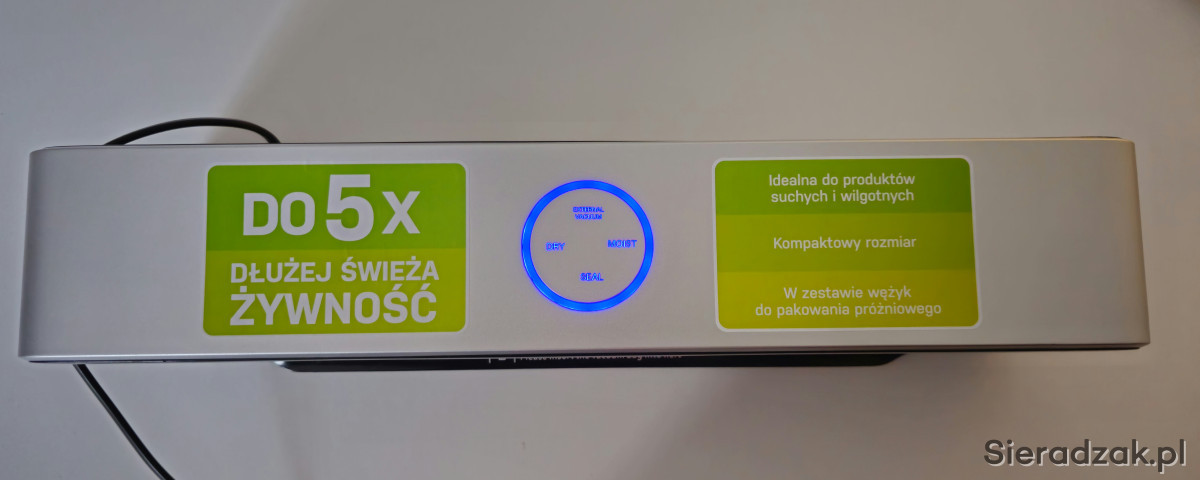 DO 5X
DŁUŻEJ ŚWIEŻA
ŻYWNOŚĆ
EXTERNAL
VACUUM
DRY
MOIST
SEAL
Idealna do produktów
suchych i wilgotnych
Kompaktowy rozmiar
W zestawie wężyk
do pakowania próżniowego
Sieradzak.pl